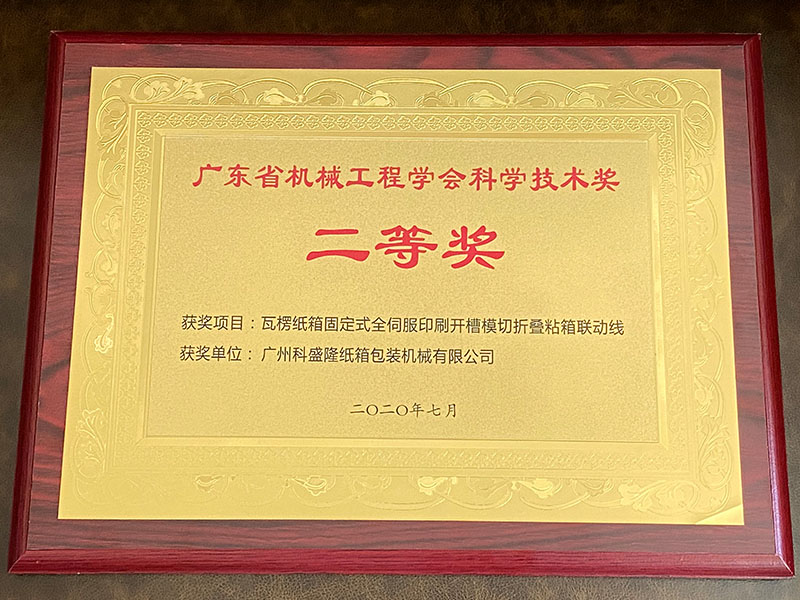 广东省机械工程学会科学技术奖
二等奖
获奖项目：瓦楞纸箱固定式全伺服印刷开槽模切折叠粘箱联动线
获奖单位：广州科盛隆纸箱包装机械有限公司
二〇二〇年七月